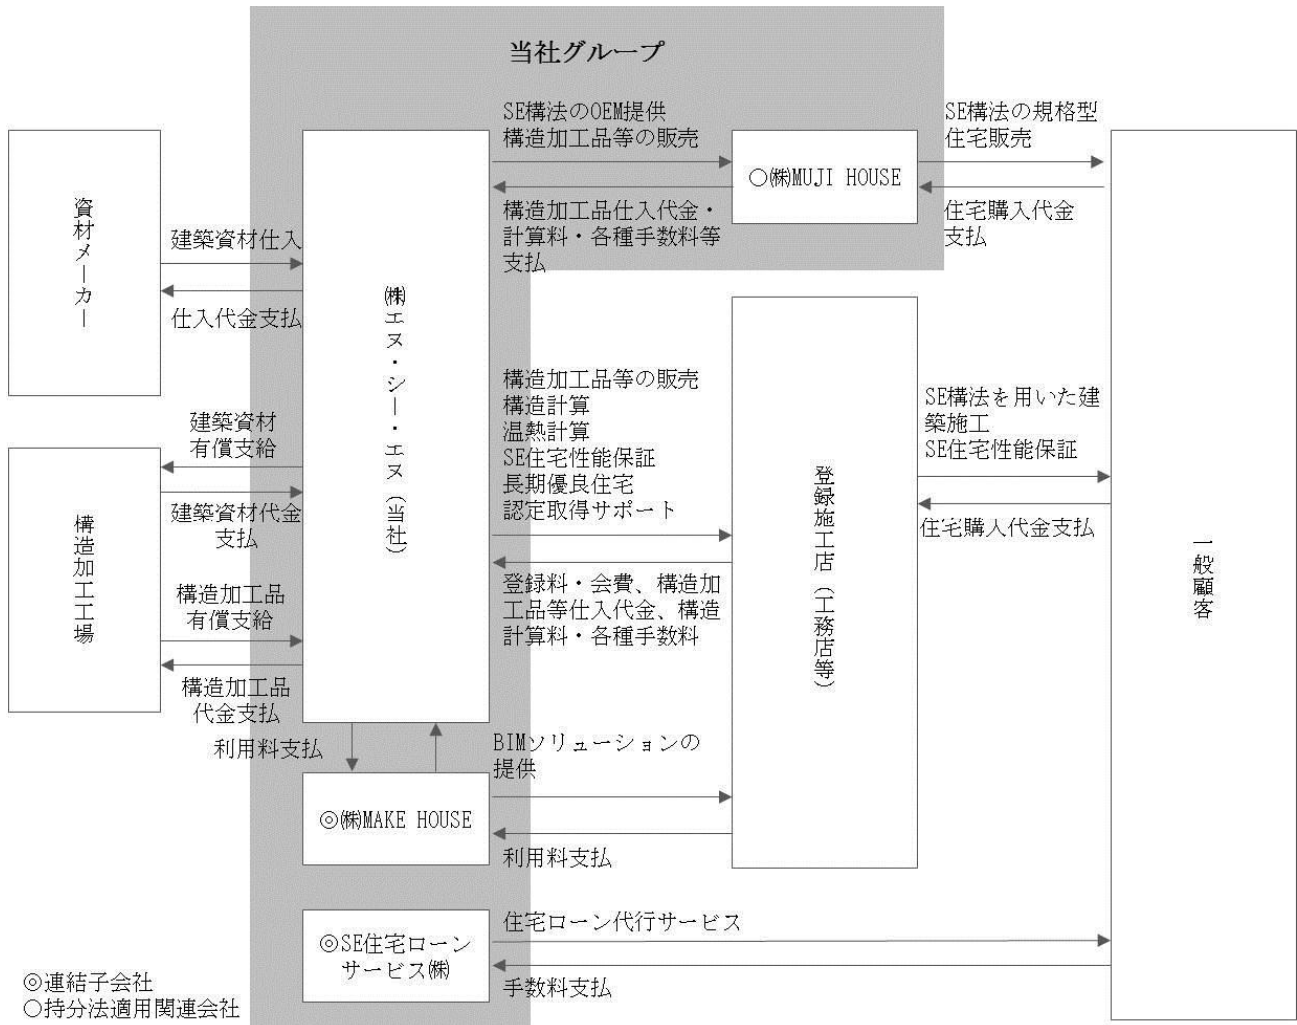 当社グループ
SE構法のOEM提供
構造加工品等の販売
SE構法の規格型
住宅販売
○㈱MUJI HOUSE
構造加工品仕入代金・
計算料・各種手数料等
支払
住宅購入代金
支払
資材メーカー
建築資材仕入
仕入代金支払
㈱エヌ・シー・エヌ（当社）
構造加工品等の販売
構造計算
温熱計算
SE住宅性能保証
長期優良住宅
認定取得サポート
SE構法を用いた建
築施工
SE住宅性能保証
建築資材
有償支給
建築資材代金
支払
構造加工工場
登録施工店（工務店等）
住宅購入代金支払
一般顧客
登録料・会費、構造加
工品等仕入代金、構造
計算料・各種手数料
構造加工品
有償支給
構造加工品
代金支払
利用料支払
BIMソリューションの
提供
◎㈱MAKE HOUSE
利用料支払
住宅ローン代行サービス
◎SE住宅ローン
サービス㈱
手数料支払
◎連結子会社
○持分法適用関連会社